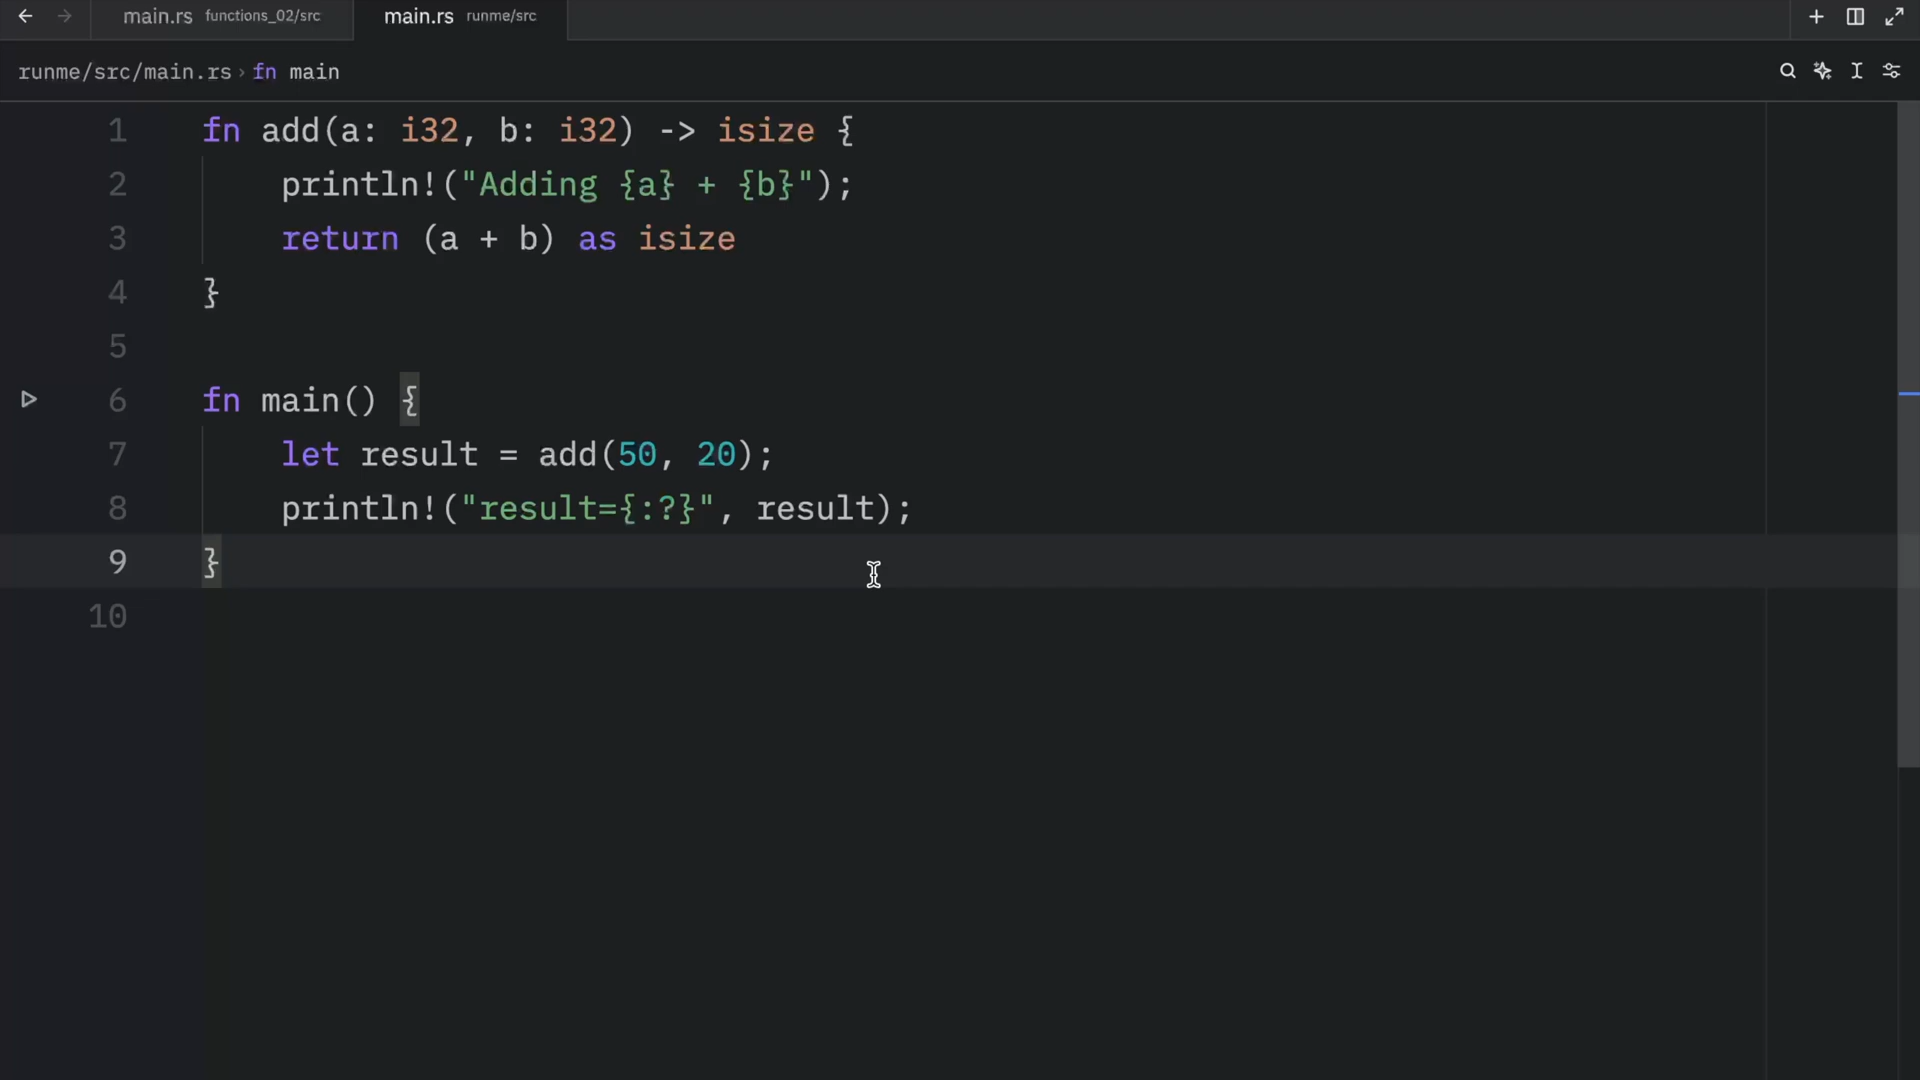 main.rs functions_02/src main.rs runme/src
runme/src/main.rs › fn main
1 fn add(a: i32, b: i32) -> isize {
2     println!("Adding {a} + {b}");
3     return (a + b) as isize
4 }
5
6 fn main() {
7     let result = add(50, 20);
8     println!("result={:?}", result);
9 }
10